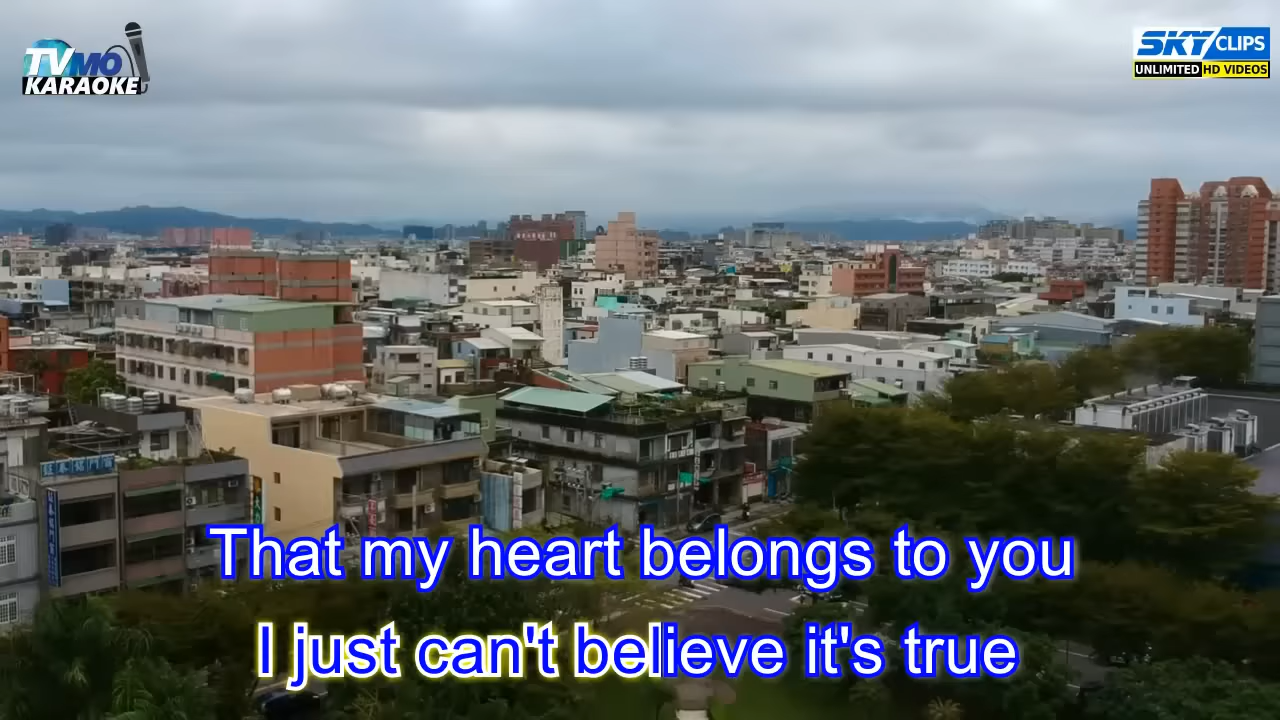 TVMO
KARAOKE
SKY CLIPS
UNLIMITED HD VIDEOS
That my heart belongs to you
I just can't believe it's true